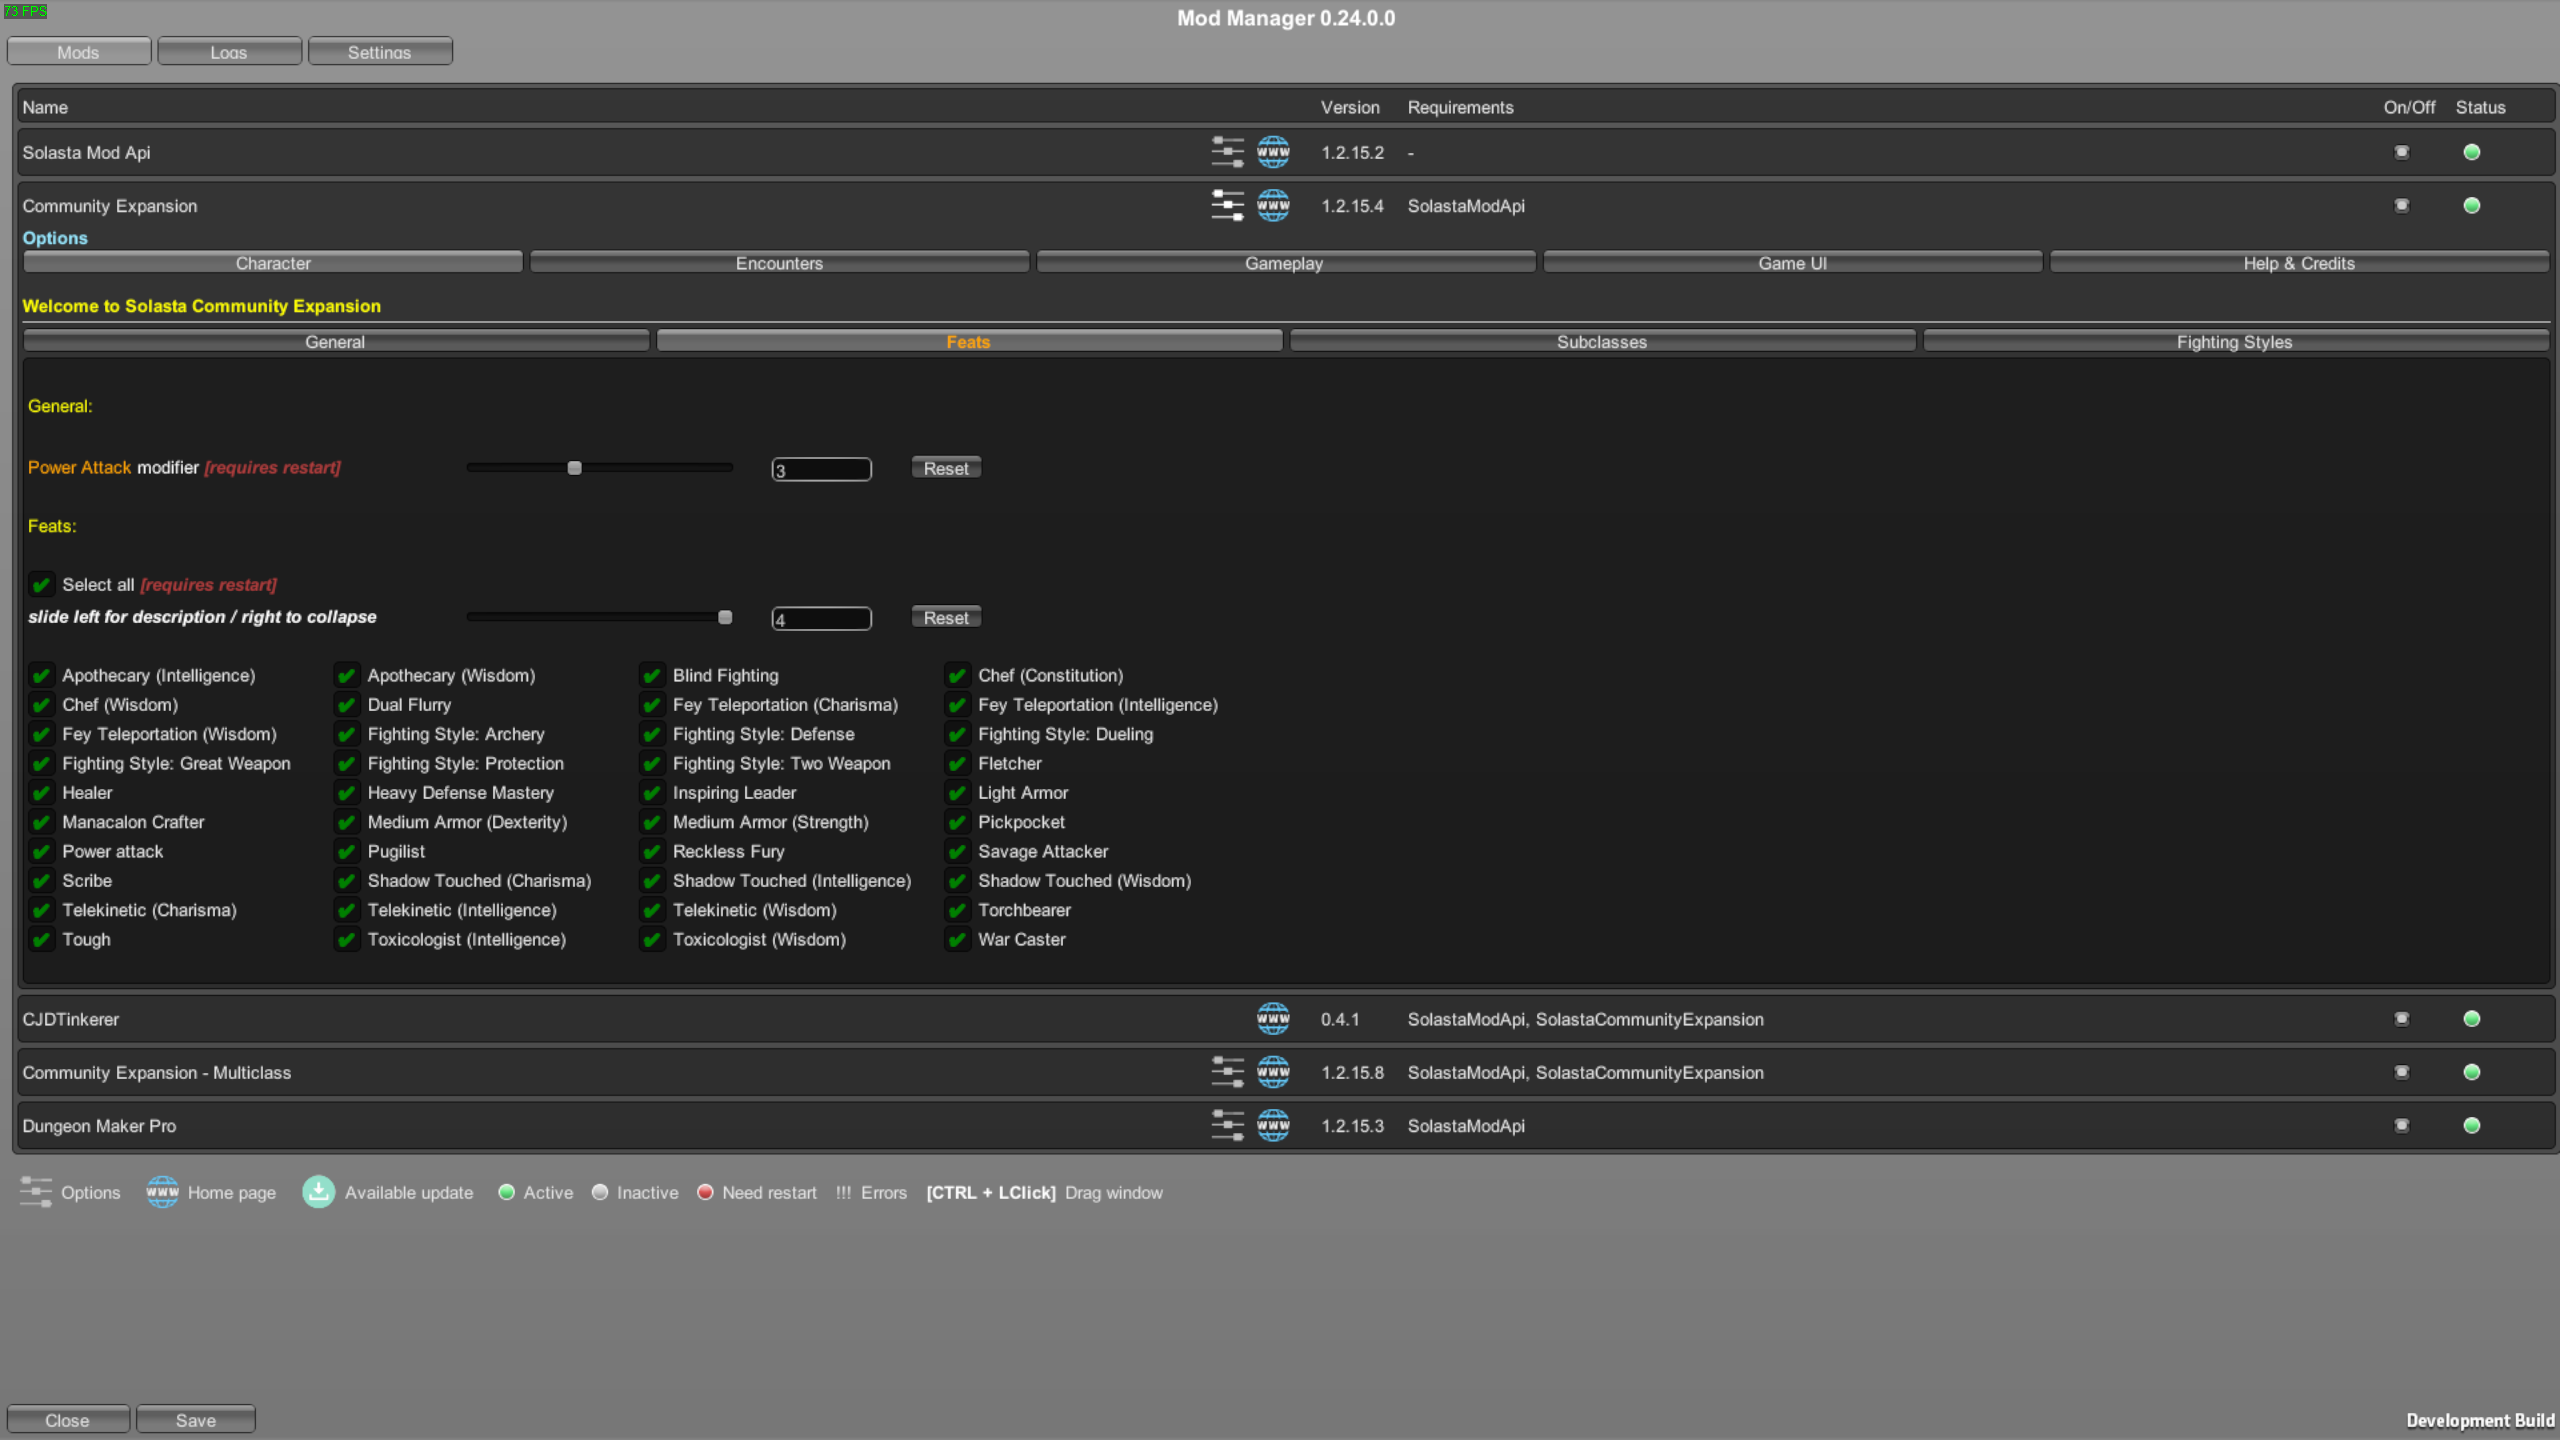 73 FPS
Mod Manager 0.24.0.0
Mods Logs Settings
Name Version Requirements On/Off Status
Solasta Mod Api WWW 1.2.15.2 -
Community Expansion WWW 1.2.15.4 SolastaModApi
Options
Character Encounters Gameplay Game UI Help & Credits
Welcome to Solasta Community Expansion
General Feats Subclasses Fighting Styles
General:
Power Attack modifier [requires restart] 3 Reset
Feats:
Select all [requires restart]
slide left for description / right to collapse 4 Reset
Apothecary (Intelligence) Apothecary (Wisdom) Blind Fighting Chef (Constitution)
Chef (Wisdom) Dual Flurry Fey Teleportation (Charisma) Fey Teleportation (Intelligence)
Fey Teleportation (Wisdom) Fighting Style: Archery Fighting Style: Defense Fighting Style: Dueling
Fighting Style: Great Weapon Fighting Style: Protection Fighting Style: Two Weapon Fletcher
Healer Heavy Defense Mastery Inspiring Leader Light Armor
Manacalon Crafter Medium Armor (Dexterity) Medium Armor (Strength) Pickpocket
Power attack Pugilist Reckless Fury Savage Attacker
Scribe Shadow Touched (Charisma) Shadow Touched (Intelligence) Shadow Touched (Wisdom)
Telekinetic (Charisma) Telekinetic (Intelligence) Telekinetic (Wisdom) Torchbearer
Tough Toxicologist (Intelligence) Toxicologist (Wisdom) War Caster
CJDTinkerer WWW 0.4.1 SolastaModApi, SolastaCommunityExpansion
Community Expansion - Multiclass WWW 1.2.15.8 SolastaModApi, SolastaCommunityExpansion
Dungeon Maker Pro WWW 1.2.15.3 SolastaModApi
Options WWW Home page Available update Active Inactive Need restart !!! Errors [CTRL + LClick] Drag window
Close Save Development Build